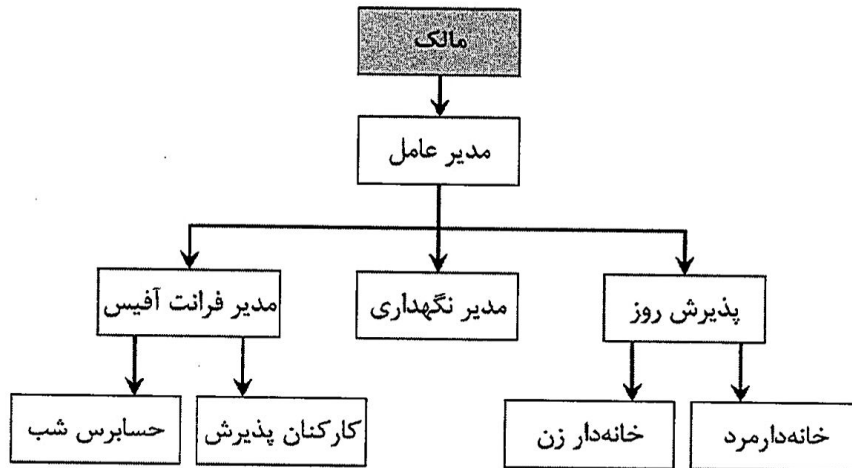 مالک
مدیر عامل
پذیرش روز
مدیر نگهداری
مدیر فرانت آفیس
خانه‌دارمرد
خانه‌دار زن
کارکنان پذیرش
حسابرس شب